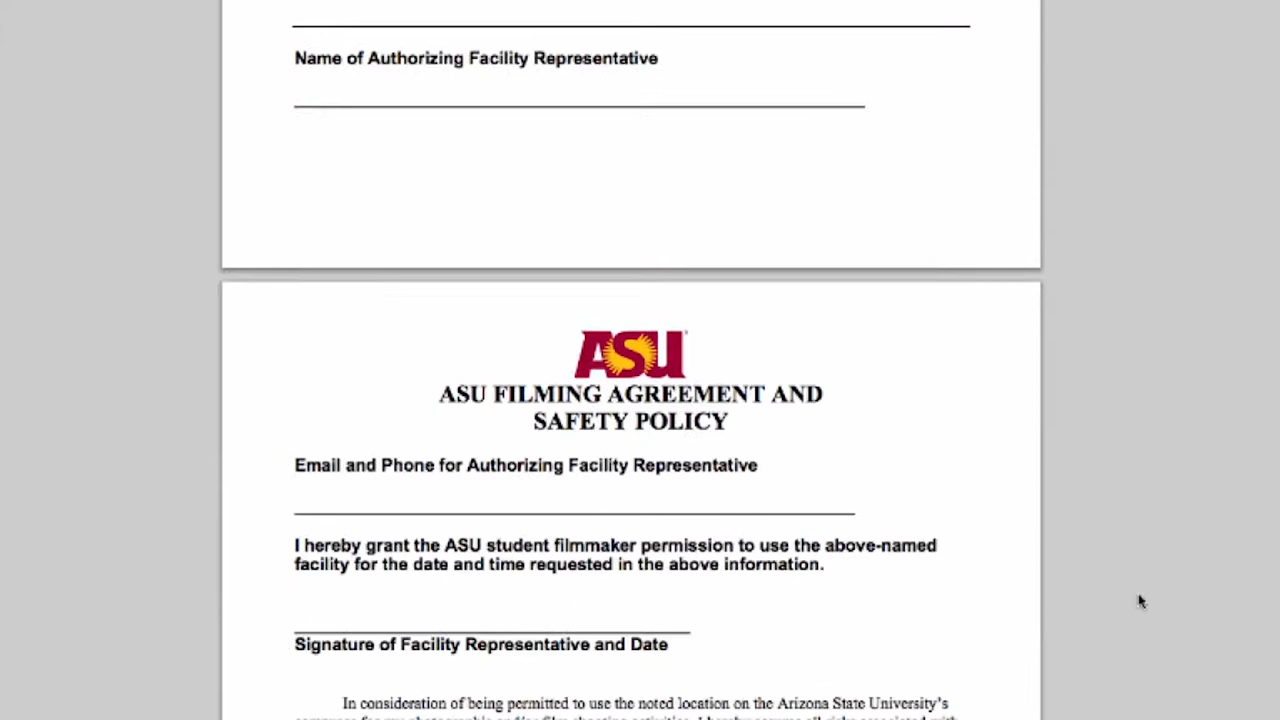 Name of Authorizing Facility Representative
ASU
ASU FILMING AGREEMENT AND
SAFETY POLICY
Email and Phone for Authorizing Facility Representative
I hereby grant the ASU student filmmaker permission to use the above-named
facility for the date and time requested in the above information.
Signature of Facility Representative and Date
In consideration of being permitted to use the noted location on the Arizona State University's